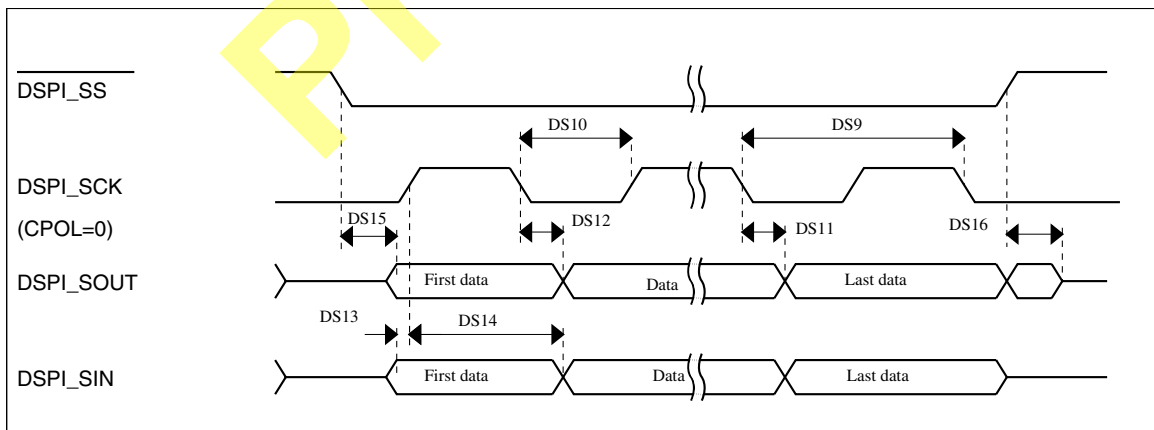 DSPI_SS
DS10
DS9
DSPI_SCK
(CPOL=0)
DS15
DS12
DS11
DS16
DSPI_SOUT
First data
Data
Last data
DS13
DS14
DSPI_SIN
First data
Data
Last data